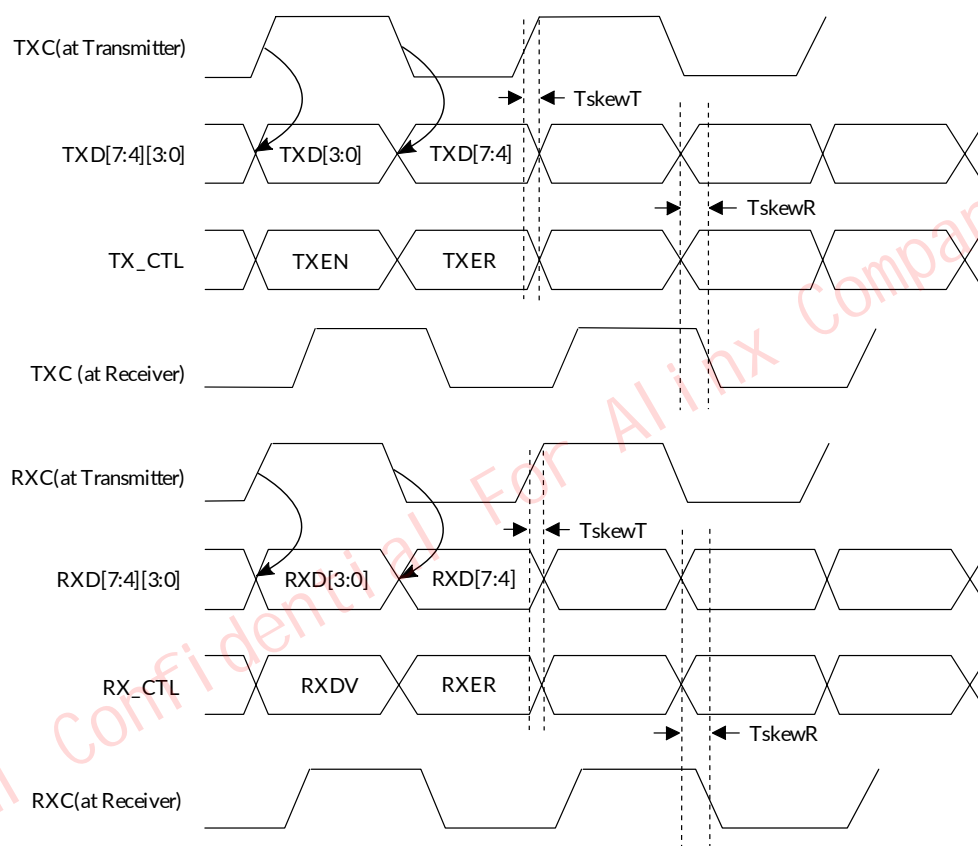 TXC(at Transmitter)
TskewT
TXD[7:4][3:0]
TXD[3:0]
TXD[7:4]
TskewR
TX_CTL
TXEN
TXER
TXC (at Receiver)
RXC(at Transmitter)
TskewT
RXD[7:4][3:0]
RXD[3:0]
RXD[7:4]
RX_CTL
RXDV
RXER
TskewR
RXC(at Receiver)
Confidential For Alinx Compan